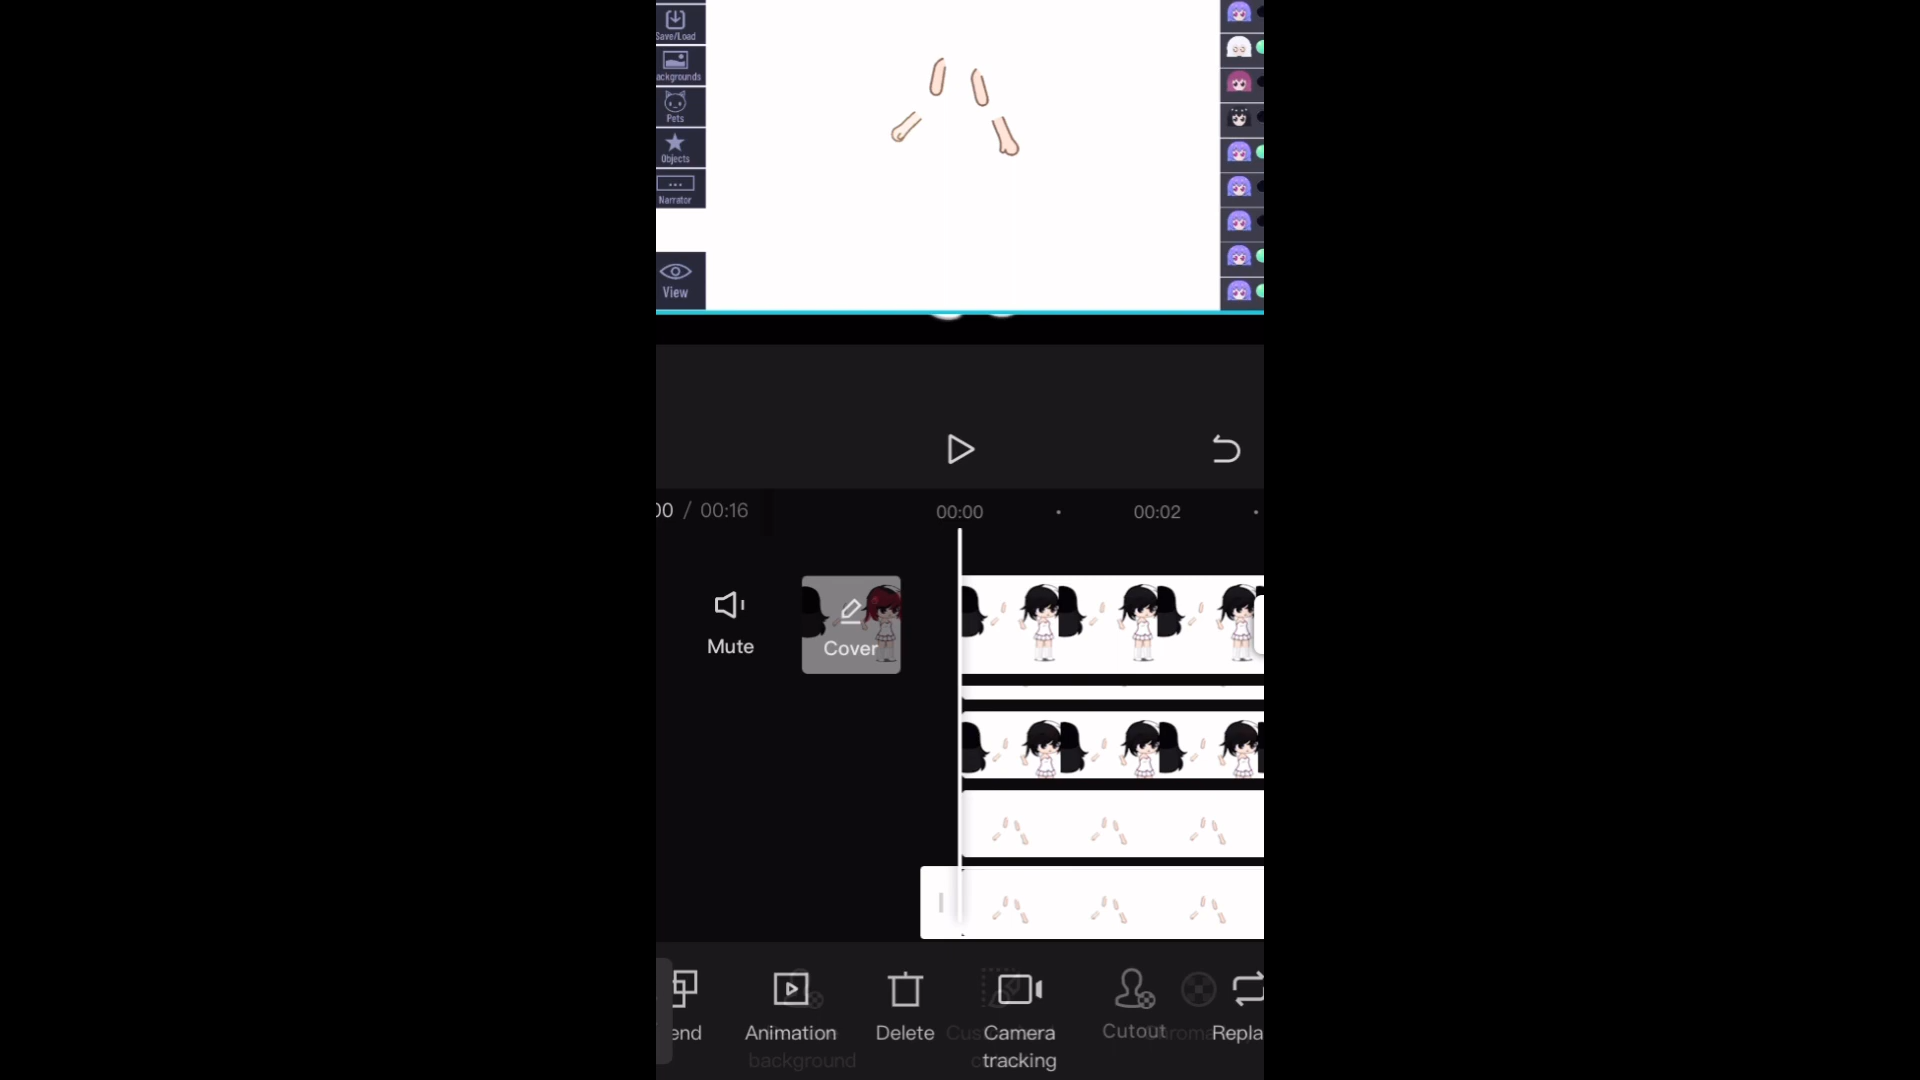 Save/Load
ackgrounds
Pets
Objects
Narrator
View
00 / 00:16
00:00
00:02
Mute
Cover
end
Animation
Delete
Camera
tracking
Cutout
Repla
background